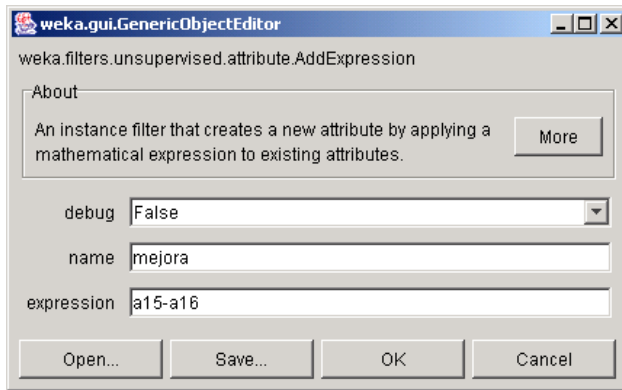 weka.gui.GenericObjectEditor
weka.filters.unsupervised.attribute.AddExpression
About
An instance filter that creates a new attribute by applying a
mathematical expression to existing attributes.
More
debug False
name mejora
expression a15-a16
Open... Save... OK Cancel